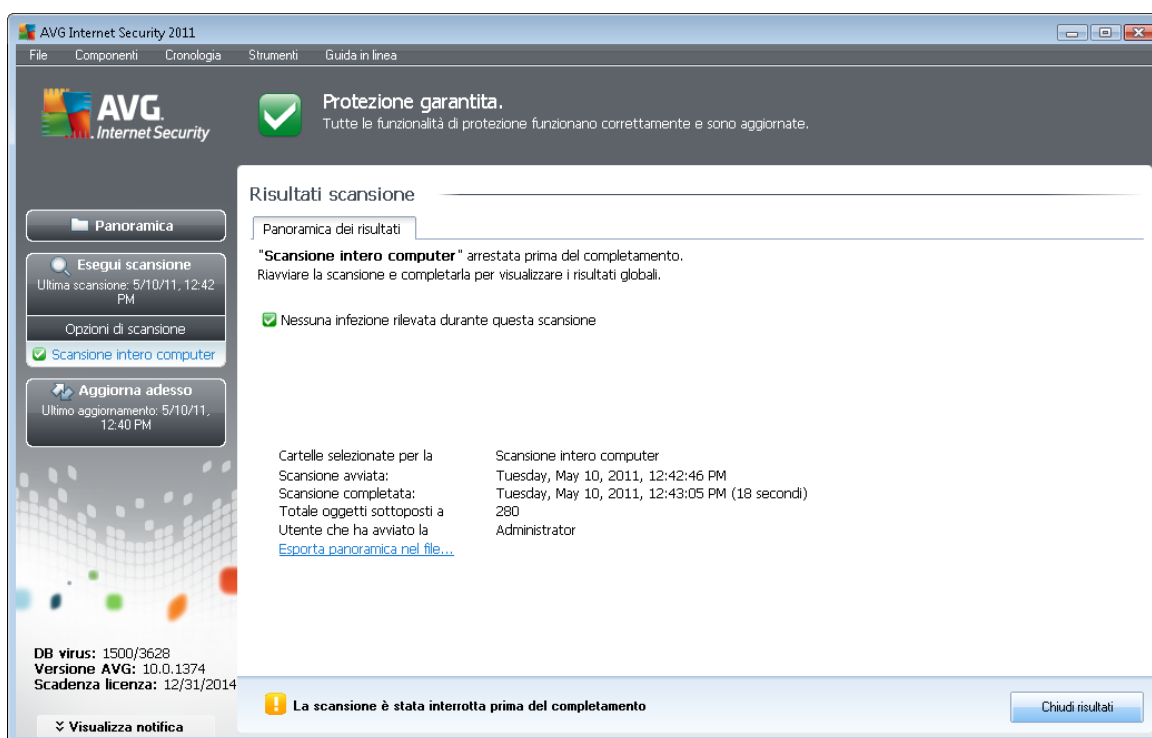 AVG Internet Security 2011
File Componenti Cronologia Strumenti Guida in linea
AVG.
Internet Security
Protezione garantita.
Tutte le funzionalità di protezione funzionano correttamente e sono aggiornate.
Panoramica
Esegui scansione
Ultima scansione: 5/10/11, 12:42
PM
Opzioni di scansione
Scansione intero computer
Aggiorna adesso
Ultimo aggiornamento: 5/10/11,
12:40 PM
DB virus: 1500/3628
Versione AVG: 10.0.1374
Scadenza licenza: 12/31/2014
Visualizza notifica
Risultati scansione
Panoramica dei risultati
"Scansione intero computer" arrestata prima del completamento.
Riavviare la scansione e completarla per visualizzare i risultati globali.
Nessuna infezione rilevata durante questa scansione
Cartelle selezionate per la Scansione intero computer
Scansione avviata: Tuesday, May 10, 2011, 12:42:46 PM
Scansione completata: Tuesday, May 10, 2011, 12:43:05 PM (18 secondi)
Totale oggetti sottoposti a 280
Utente che ha avviato la Administrator
Esporta panoramica nel file...
La scansione è stata interrotta prima del completamento
Chiudi risultati